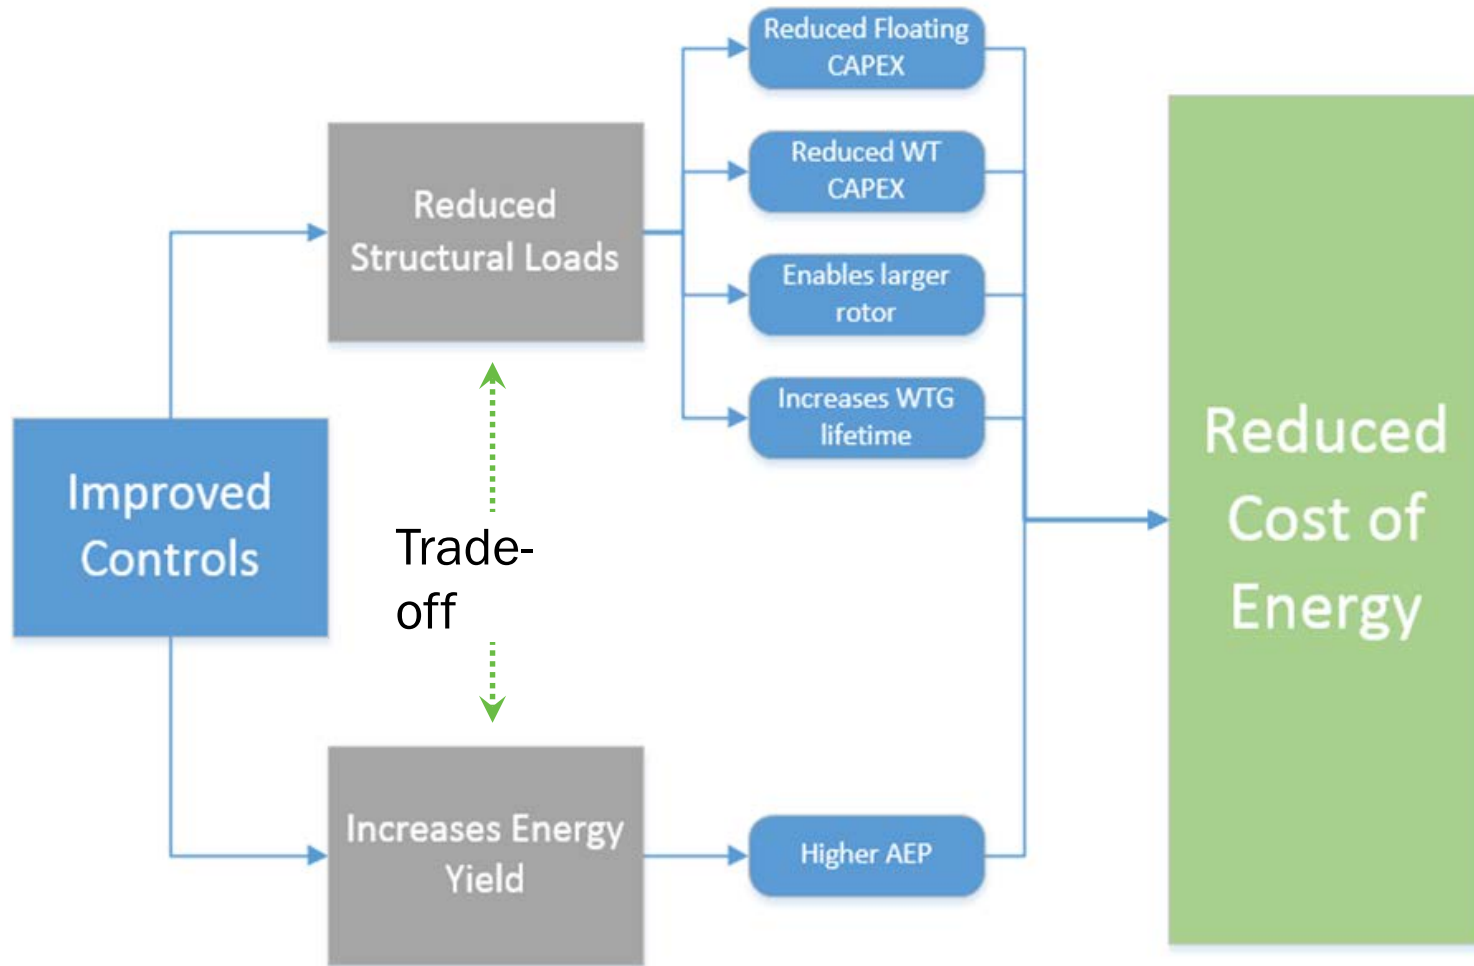 Reduced Floating
CAPEX
Reduced WT
CAPEX
Reduced
Structural Loads
Enables larger
rotor
Increases WTG
lifetime
Improved
Controls
Trade-
off
Reduced
Cost of
Energy
Increases Energy
Yield
Higher AEP